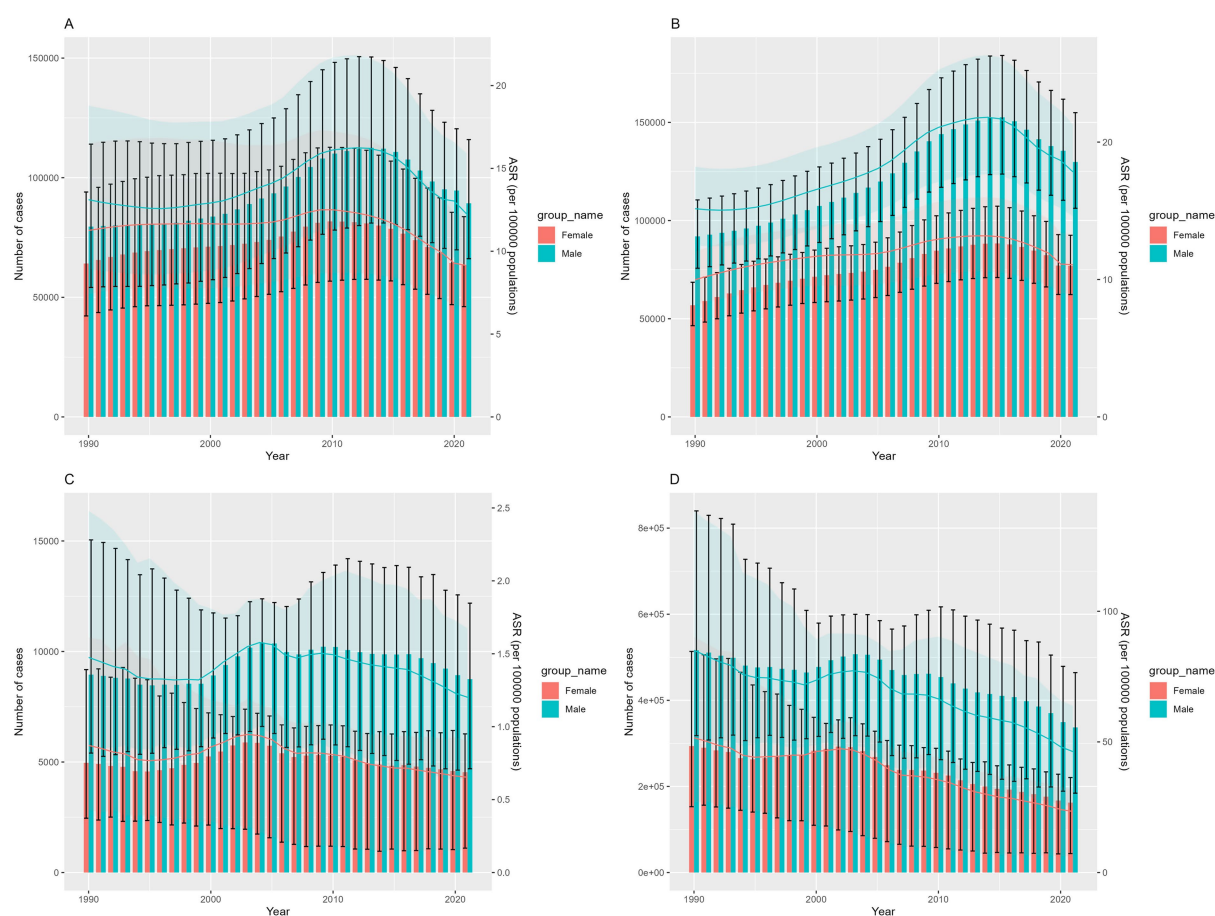 A
150000
100000
50000
0
Number of cases
20
15
10
5
0
ASR (per 100000 populations)
1990
2000
2010
2020
Year
group_name
Female
Male
B
150000
100000
50000
0
Number of cases
20
10
0
ASR (per 100000 populations)
1990
2000
2010
2020
Year
group_name
Female
Male
C
15000
10000
5000
0
Number of cases
2.5
2.0
1.5
1.0
0.5
0.0
ASR (per 100000 populations)
1990
2000
2010
2020
Year
group_name
Female
Male
D
8e+05
6e+05
4e+05
2e+05
0e+00
Number of cases
100
50
0
ASR (per 100000 populations)
1990
2000
2010
2020
Year
group_name
Female
Male